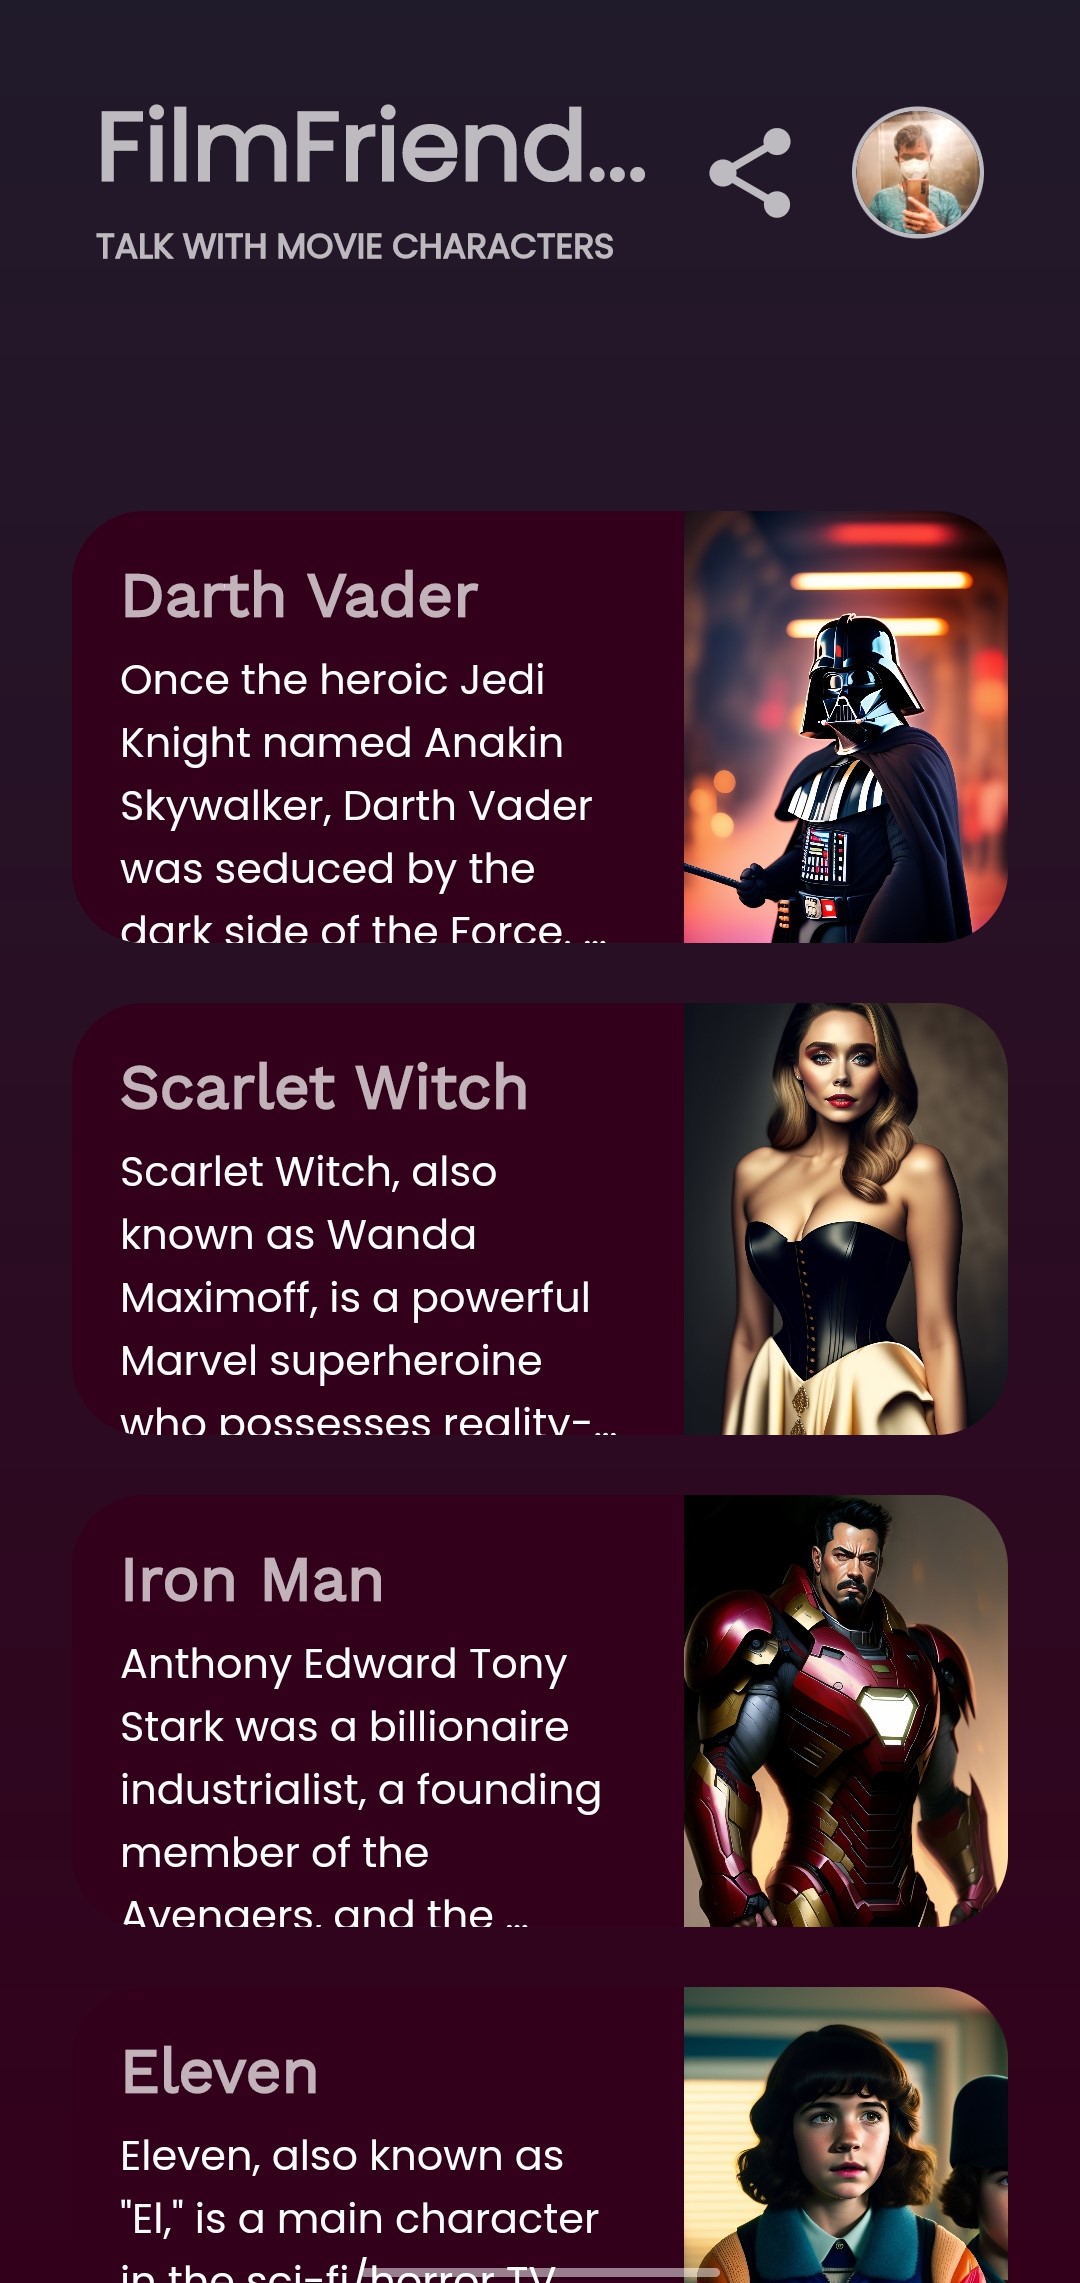 FilmFriend...
TALK WITH MOVIE CHARACTERS
Darth Vader
Once the heroic Jedi
Knight named Anakin
Skywalker, Darth Vader
was seduced by the
dark side of the Force. ...
Scarlet Witch
Scarlet Witch, also
known as Wanda
Maximoff, is a powerful
Marvel superheroine
who possesses reality-...
Iron Man
Anthony Edward Tony
Stark was a billionaire
industrialist, a founding
member of the
Avengers, and the ...
Eleven
Eleven, also known as
"El," is a main character
in the sci-fi/horror TV